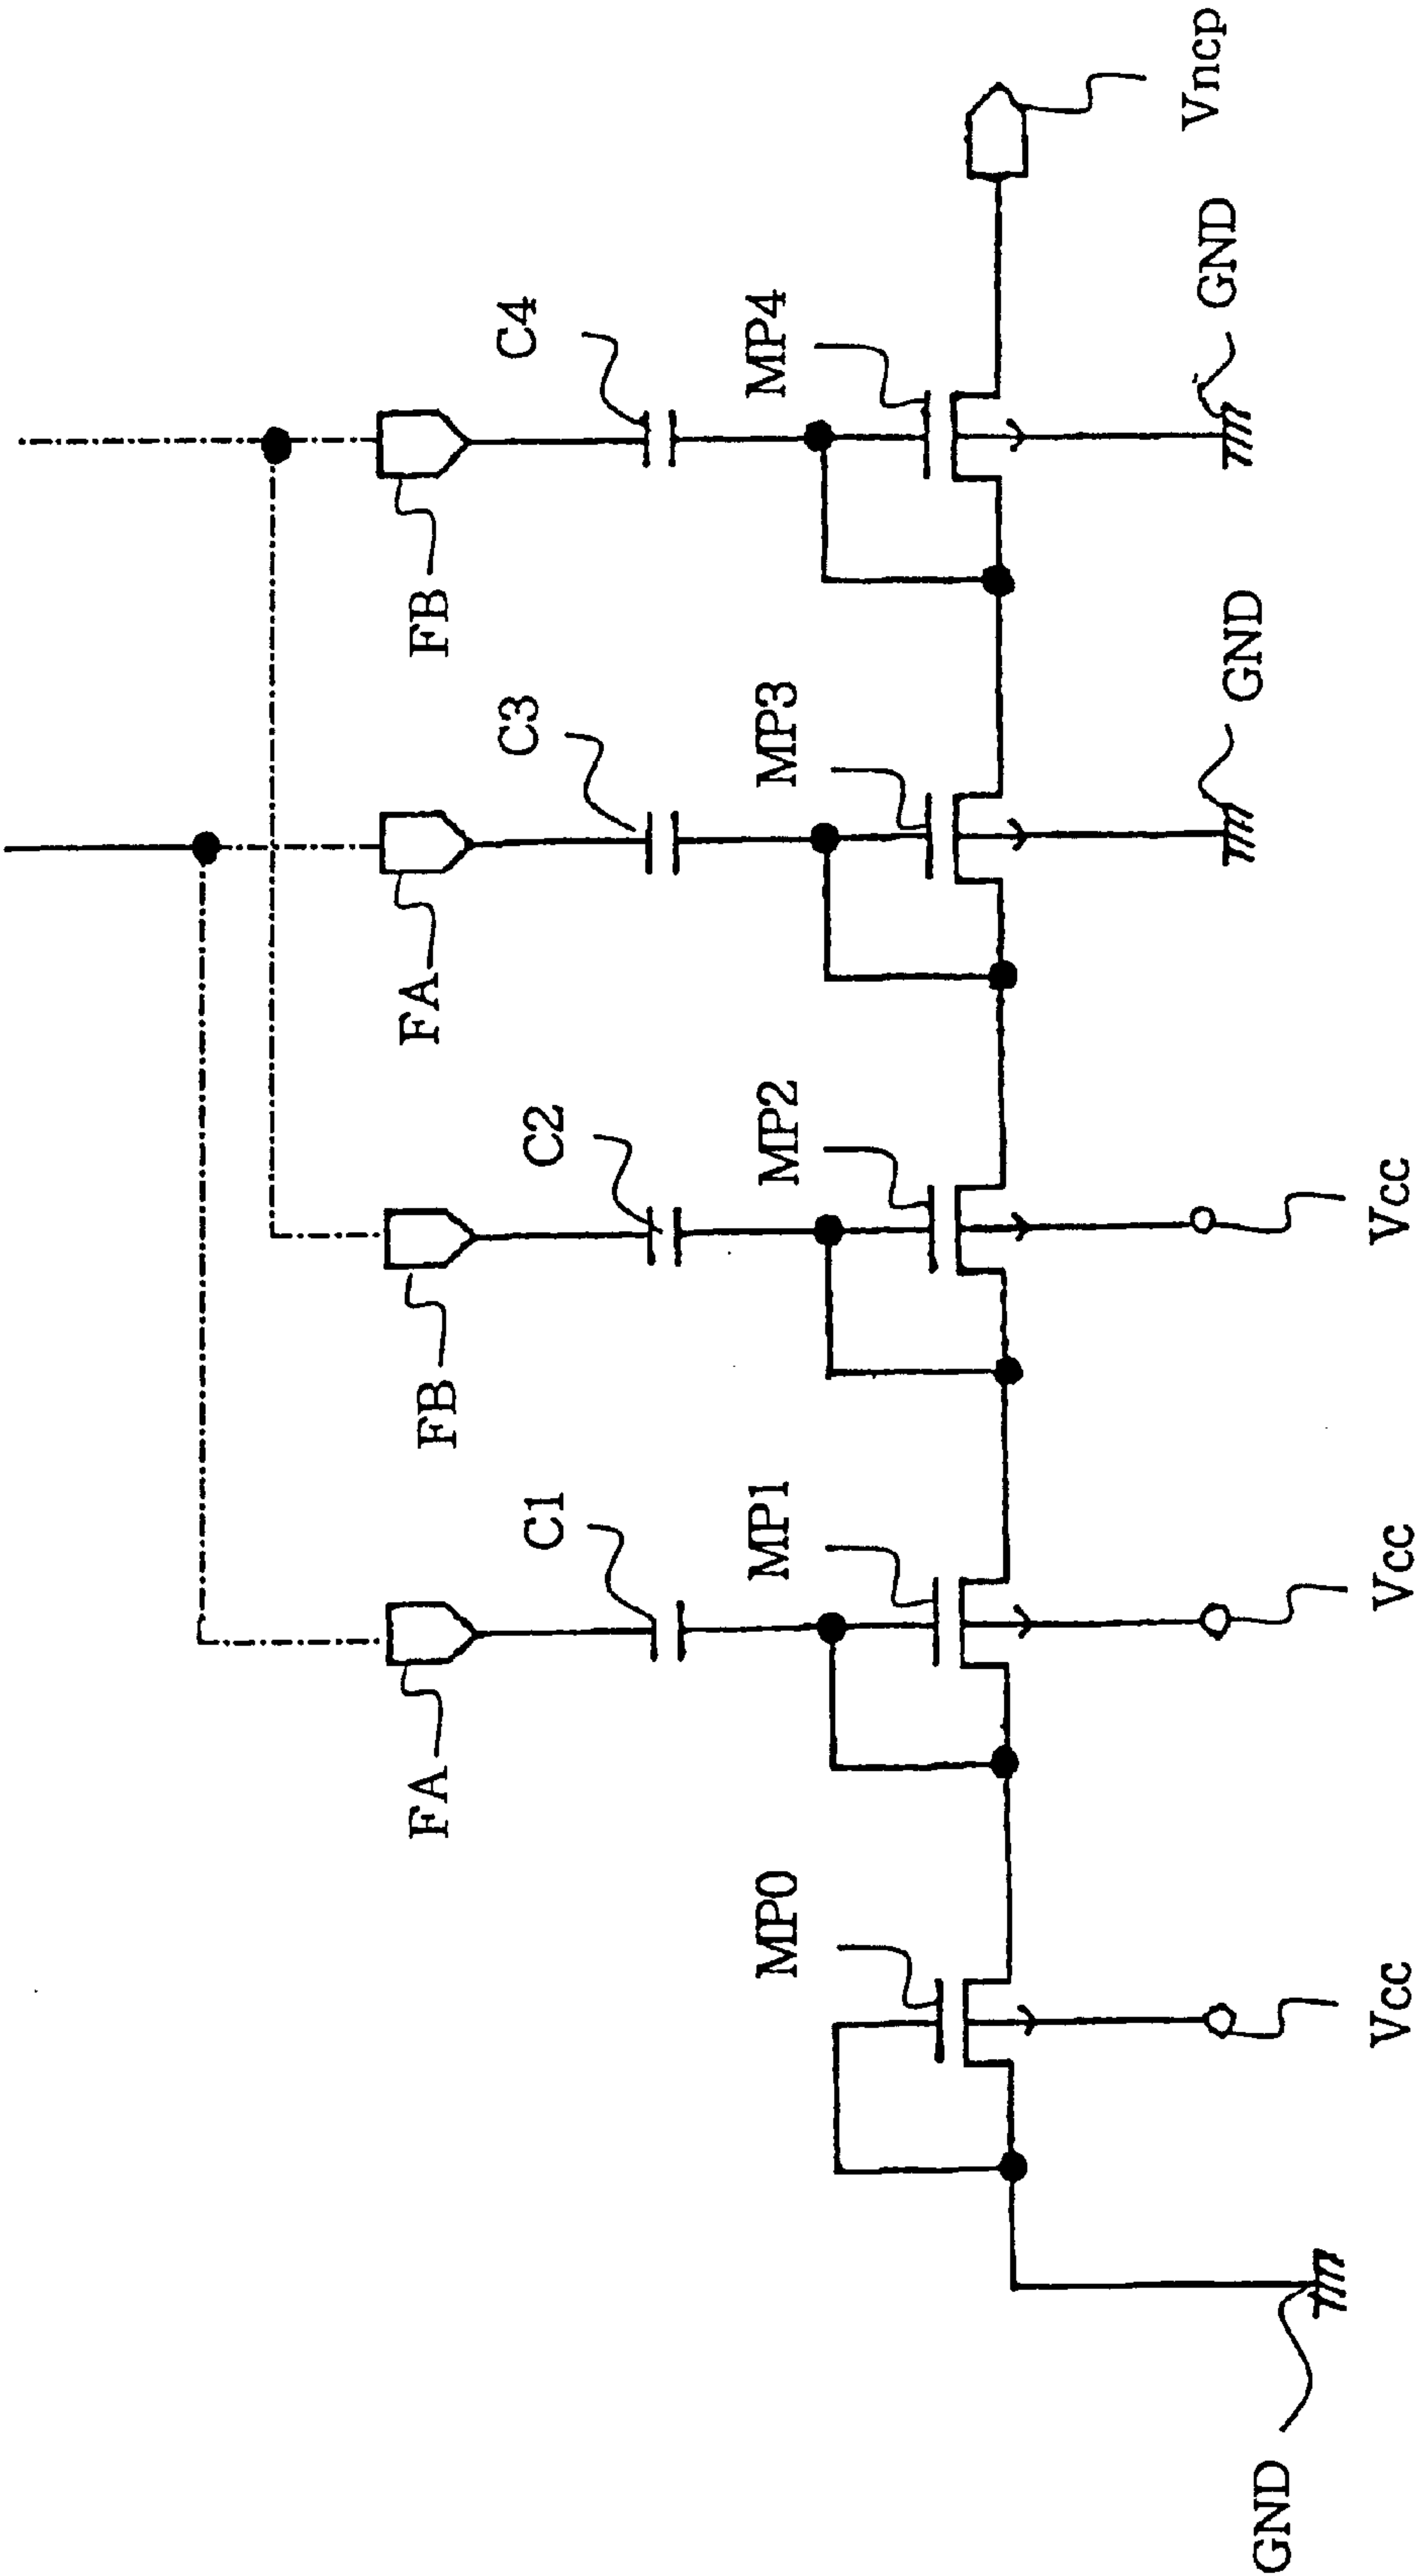 FA
FB
FA
FB
C1
C2
C3
C4
MP0
MP1
MP2
MP3
MP4
Vncp
GND
Vcc
Vcc
Vcc
GND
GND